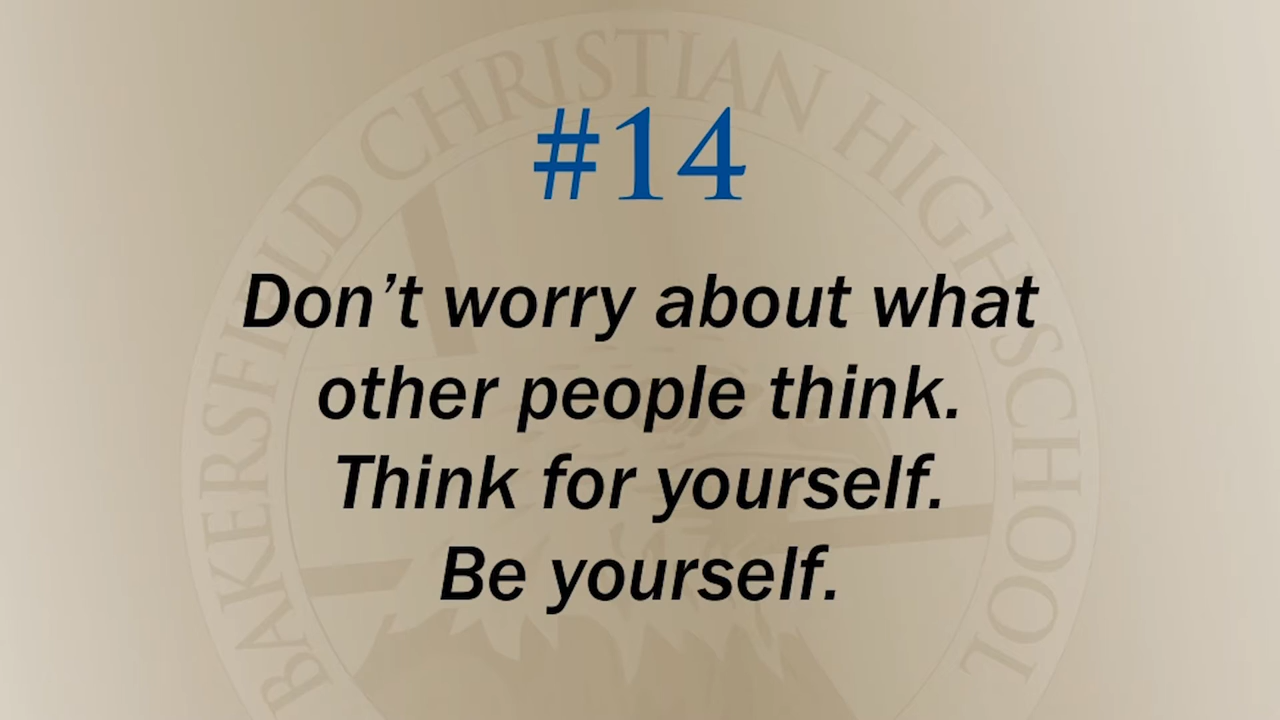 BAKERSFIELD CHRISTIAN HIGH SCHOOL
#14
Don’t worry about what
other people think.
Think for yourself.
Be yourself.